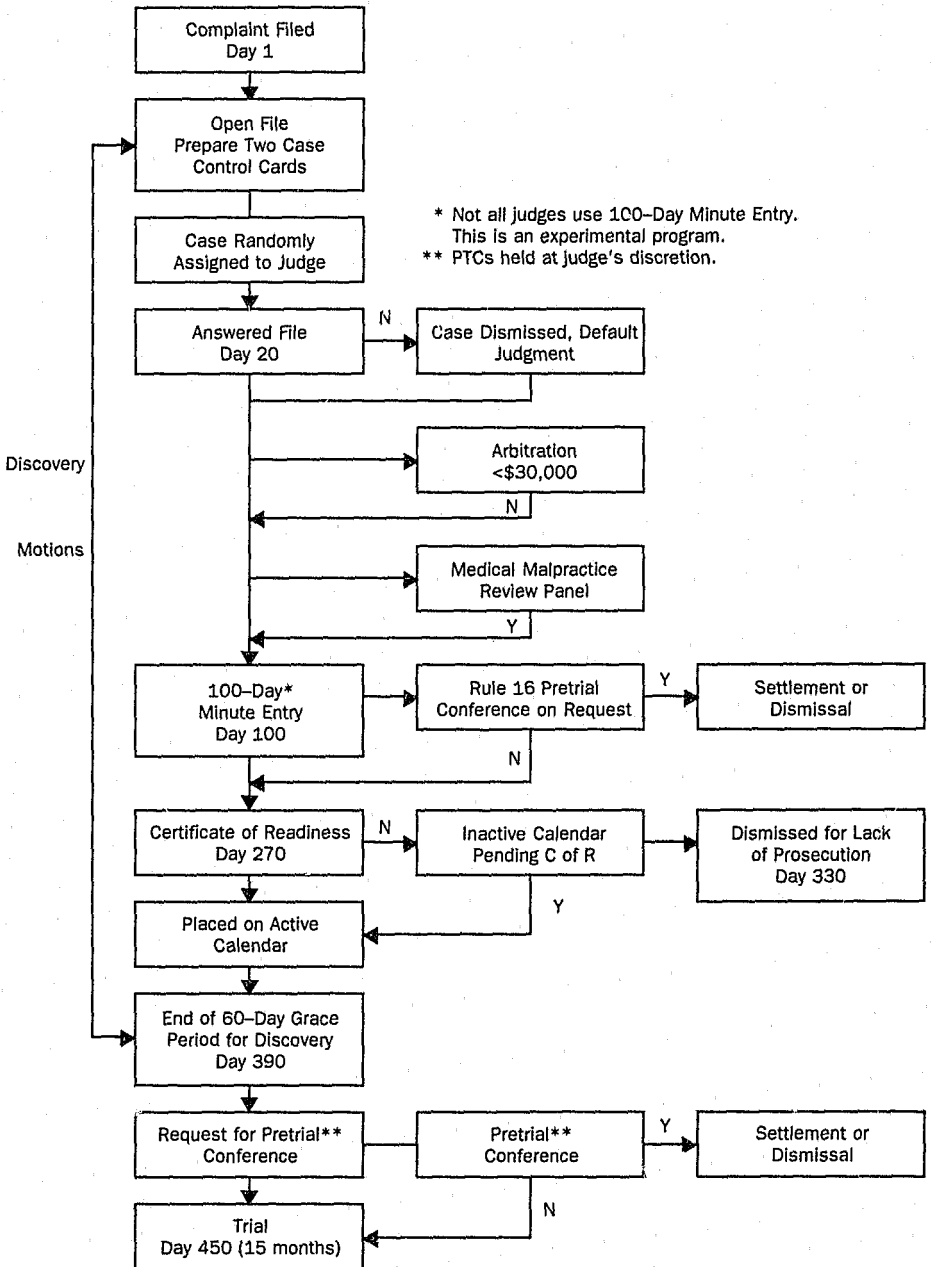 Complaint Filed
Day 1
Open File
Prepare Two Case
Control Cards
* Not all judges use 100–Day Minute Entry.
This is an experimental program.
** PTCs held at judge's discretion.
Case Randomly
Assigned to Judge
Answered File
Day 20
N
Case Dismissed, Default
Judgment
Discovery
Motions
Arbitration
<$30,000
N
Medical Malpractice
Review Panel
Y
100–Day*
Minute Entry
Day 100
Rule 16 Pretrial
Conference on Request
Y
Settlement or
Dismissal
N
Certificate of Readiness
Day 270
N
Inactive Calendar
Pending C of R
Dismissed for Lack
of Prosecution
Day 330
Y
Placed on Active
Calendar
End of 60–Day Grace
Period for Discovery
Day 390
Request for Pretrial**
Conference
Pretrial**
Conference
Y
Settlement or
Dismissal
N
Trial
Day 450 (15 months)